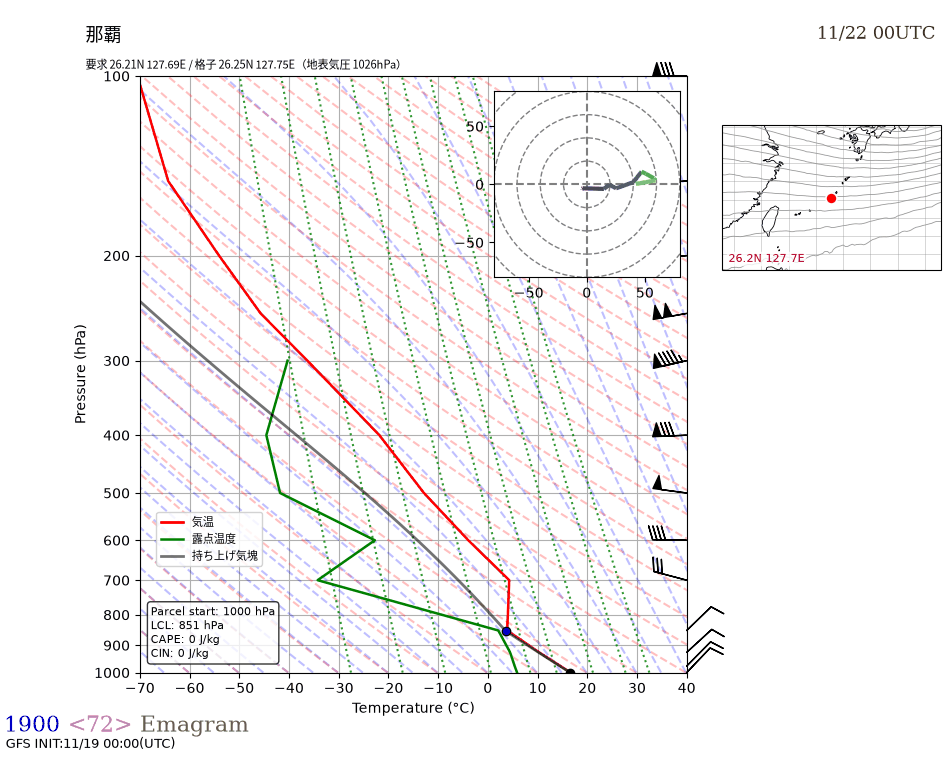 那覇
11/22 00UTC
要求 26.21N 127.69E / 格子 26.25N 127.75E（地表気圧 1026hPa）
100
200
300
400
500
600
700
800
900
1000
Pressure (hPa)
−70 −60 −50 −40 −30 −20 −10 0 10 20 30 40
Temperature (°C)
50
0
−50
−50 0 50
26.2N 127.7E
気温
露点温度
持ち上げ気塊
Parcel start: 1000 hPa
LCL: 851 hPa
CAPE: 0 J/kg
CIN: 0 J/kg
1900 <72> Emagram
GFS INIT:11/19 00:00(UTC)